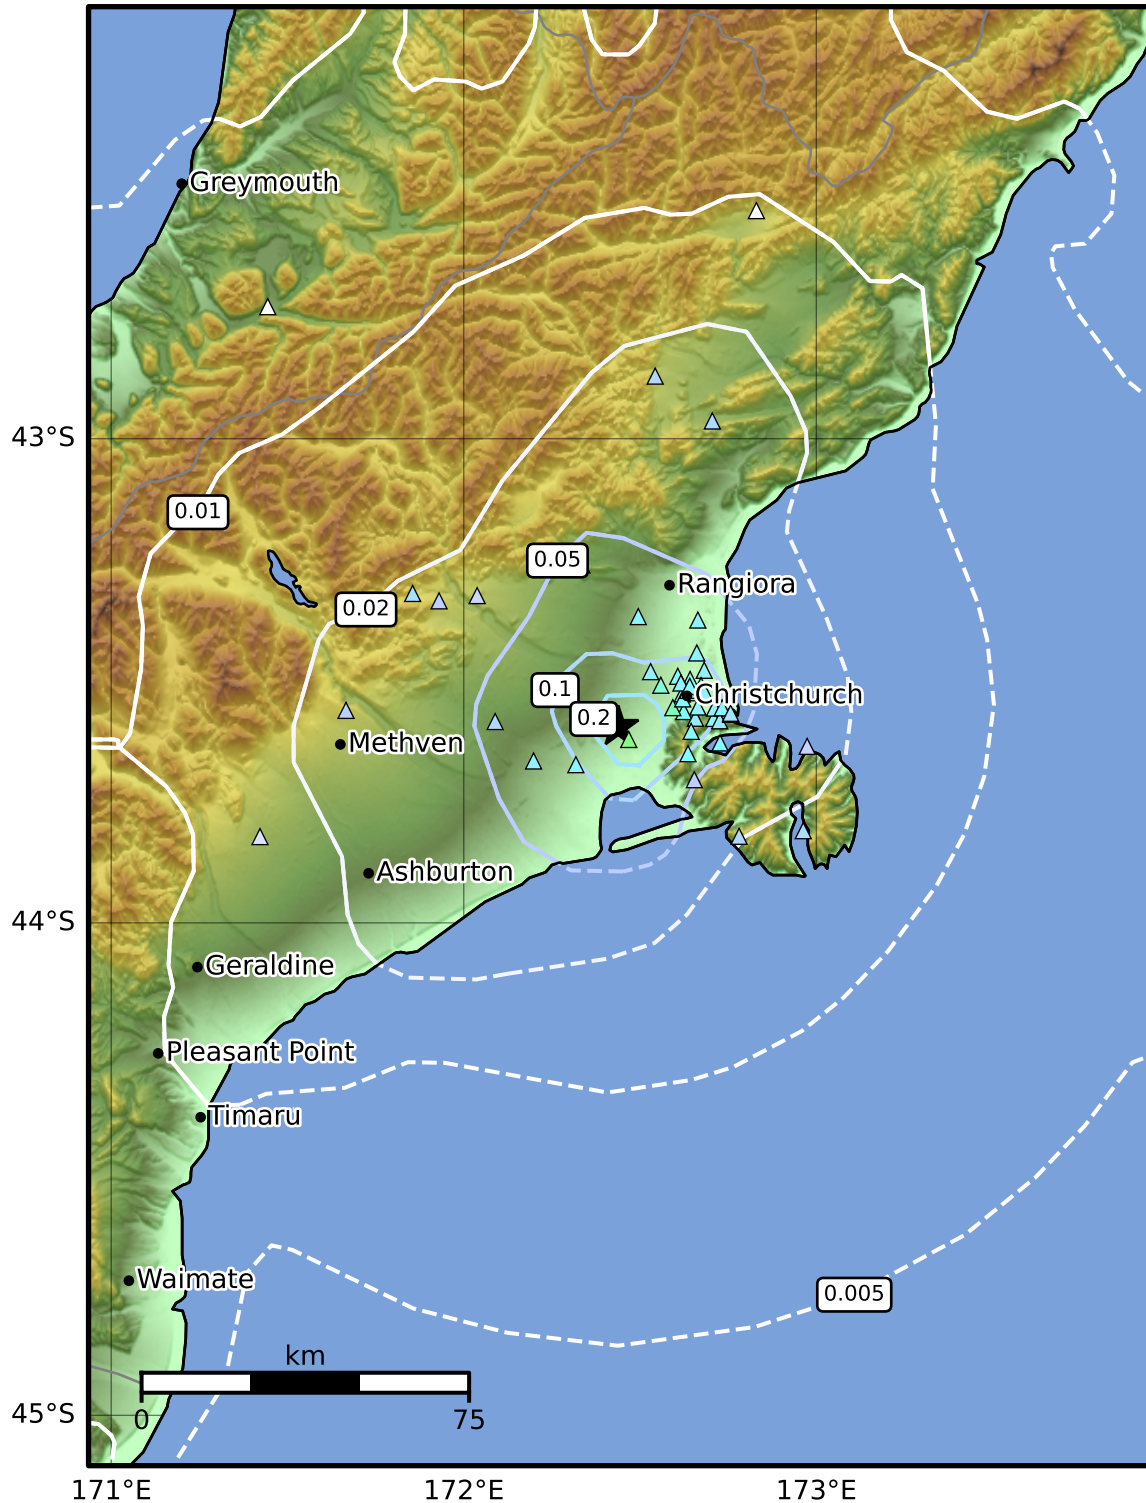 Greymouth
43°S
0.01
0.05
Rangiora
0.02
0.1
Christchurch
0.2
Methven
Ashburton
44°S
Geraldine
Pleasant Point
Timaru
Waimate
0.005
km
0
75
45°S
171°E
172°E
173°E